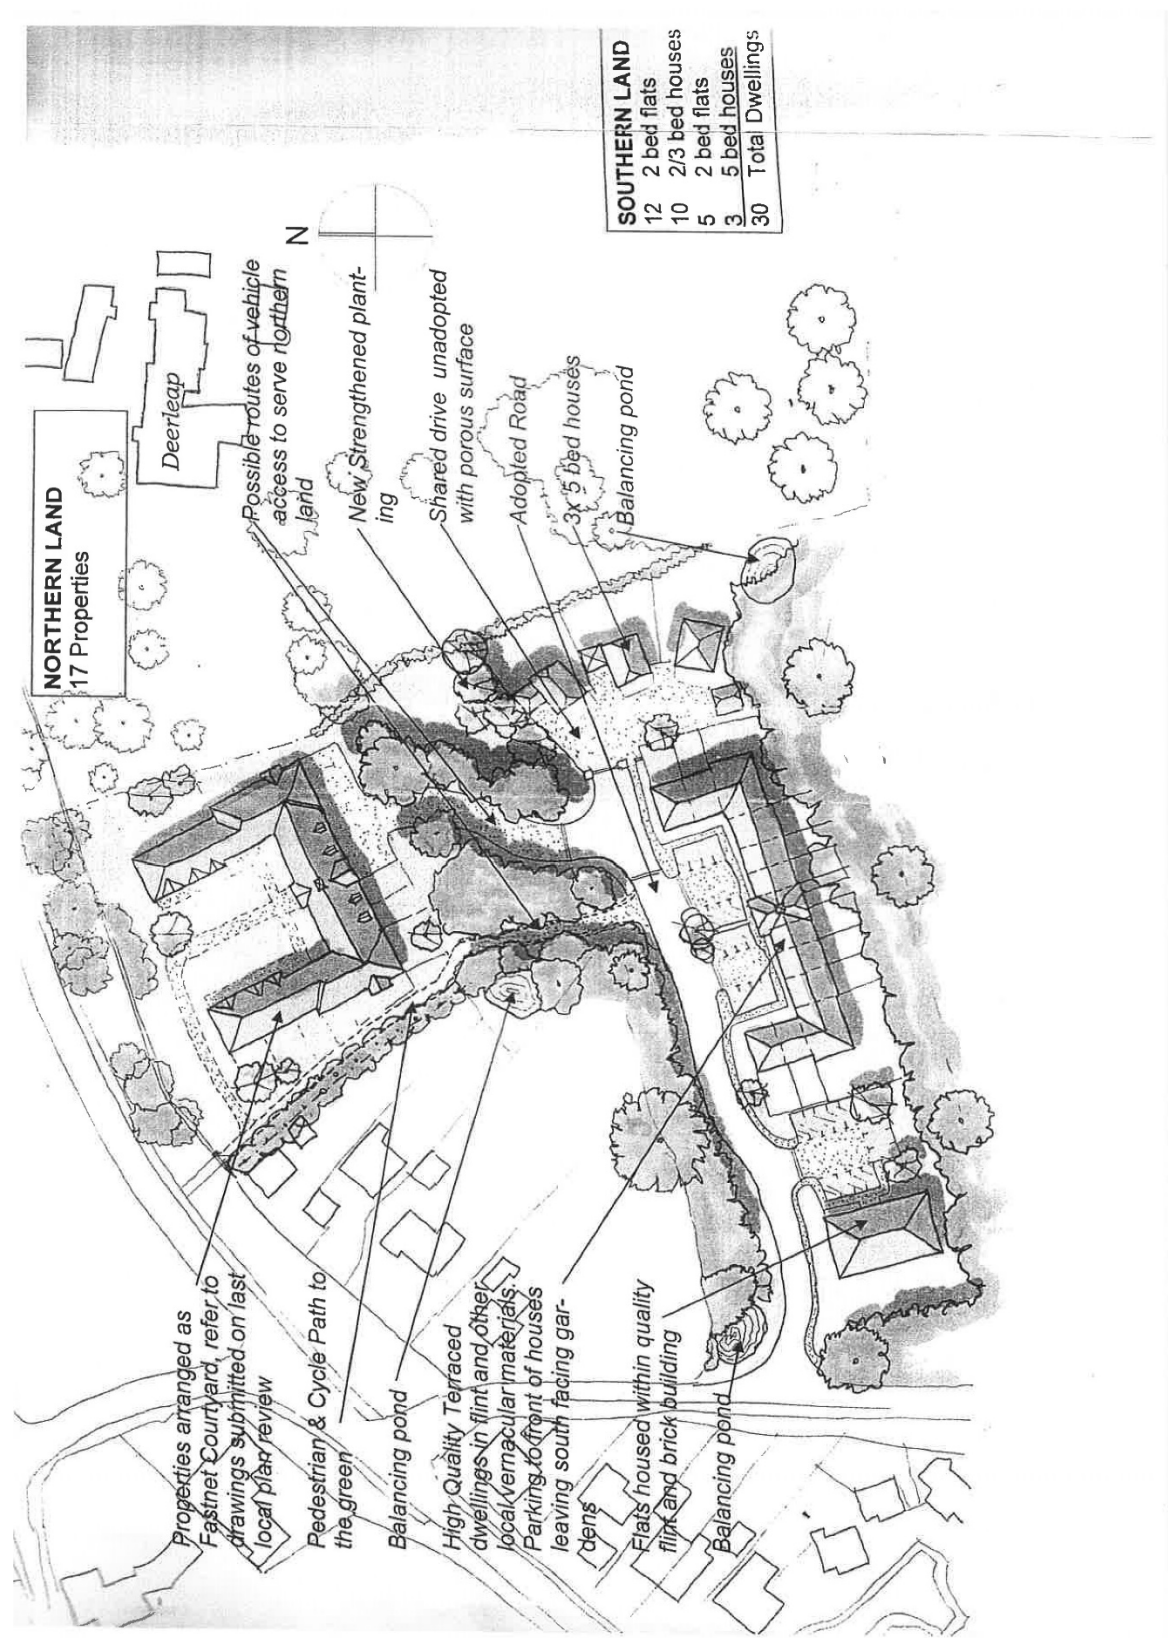 NORTHERN LAND
17 Properties
Deerleap
N
Possible routes of vehicle
access to serve northern
land
New Strengthened plant-
ing
Shared drive unadopted
with porous surface
Adopted Road
3x 5 bed houses
Balancing pond
SOUTHERN LAND
12 2 bed flats
10 2/3 bed houses
5 2 bed flats
3 5 bed houses
30 Total Dwellings
Properties arranged as
Fastnet Courtyard, refer to
drawings submitted on last
local plan review
Pedestrian & Cycle Path to
the green
Balancing pond
High Quality Terraced
dwellings in flint and other
local vernacular materials.
Parking to front of houses
leaving south facing gar-
dens
Flats housed within quality
flint and brick building
Balancing pond